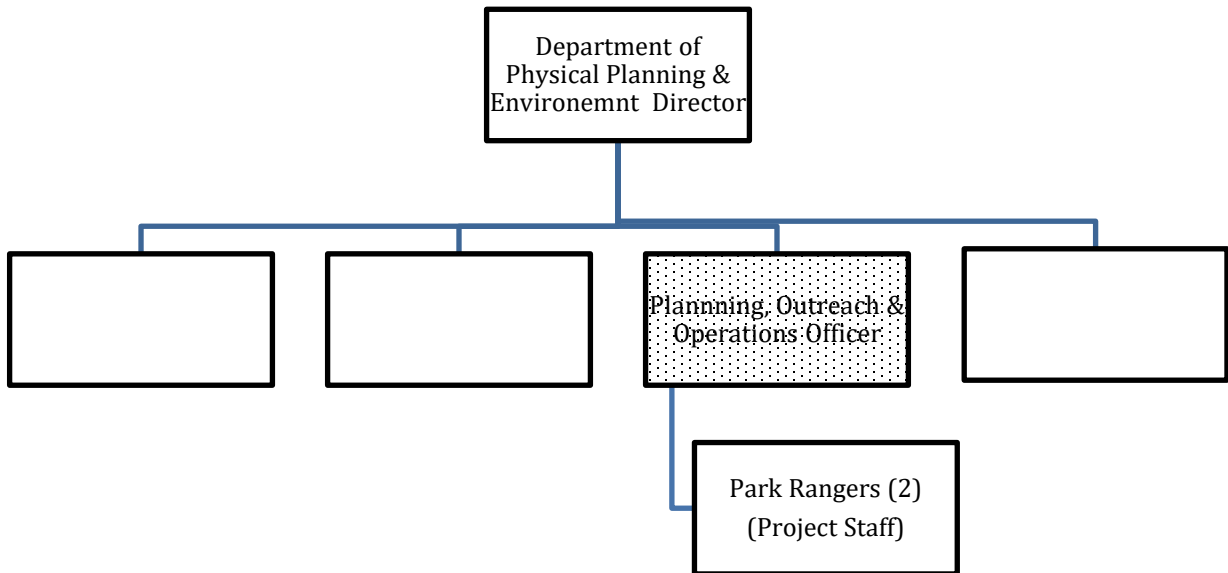 Department of
Physical Planning &
Environemnt Director
Plannning, Outreach &
Operations Officer
Park Rangers (2)
(Project Staff)